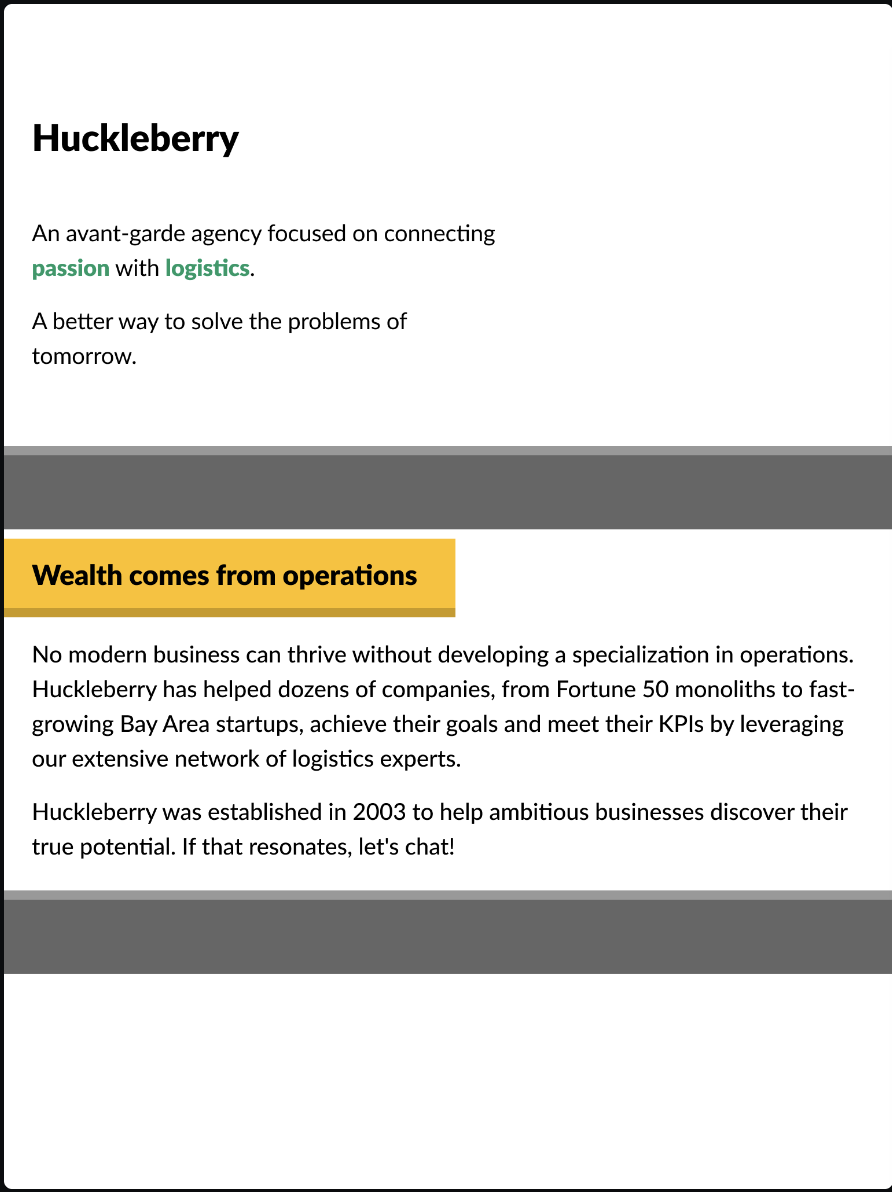 Huckleberry
An avant-garde agency focused on connecting
passion with logistics.
A better way to solve the problems of
tomorrow.
Wealth comes from operations
No modern business can thrive without developing a specialization in operations.
Huckleberry has helped dozens of companies, from Fortune 50 monoliths to fast-
growing Bay Area startups, achieve their goals and meet their KPIs by leveraging
our extensive network of logistics experts.
Huckleberry was established in 2003 to help ambitious businesses discover their
true potential. If that resonates, let's chat!